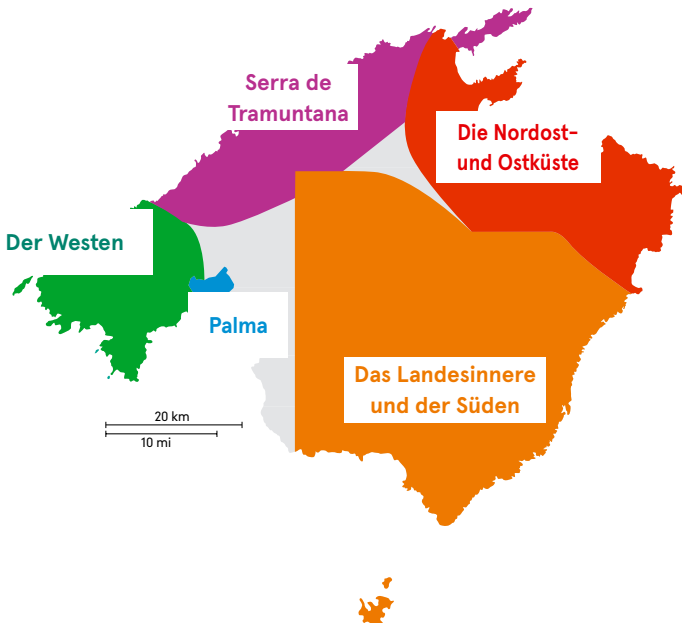 Serra de
Tramuntana
Die Nordost-
und Ostküste
Der Westen
Palma
Das Landesinnere
und der Süden
20 km
10 mi